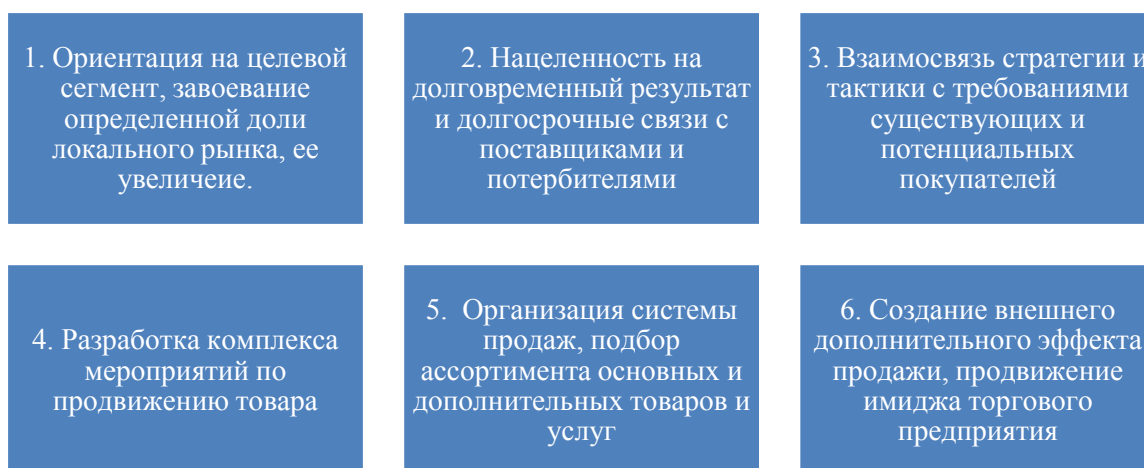 1. Ориентация на целевой
сегмент, завоевание
определенной доли
локального рынка, ее
увеличеие.
2. Нацеленность на
долговременный результат
и долгосрочные связи с
поставщиками и
потербителями
3. Взаимосвязь стратегии и
тактики с требованиями
существующих и
потенциальных
покупателей
4. Разработка комплекса
мероприятий по
продвижению товара
5. Организация системы
продаж, подбор
ассортимента основных и
дополнительных товаров и
услуг
6. Создание внешнего
дополнительного эффекта
продажи, продвижение
имиджа торгового
предприятия